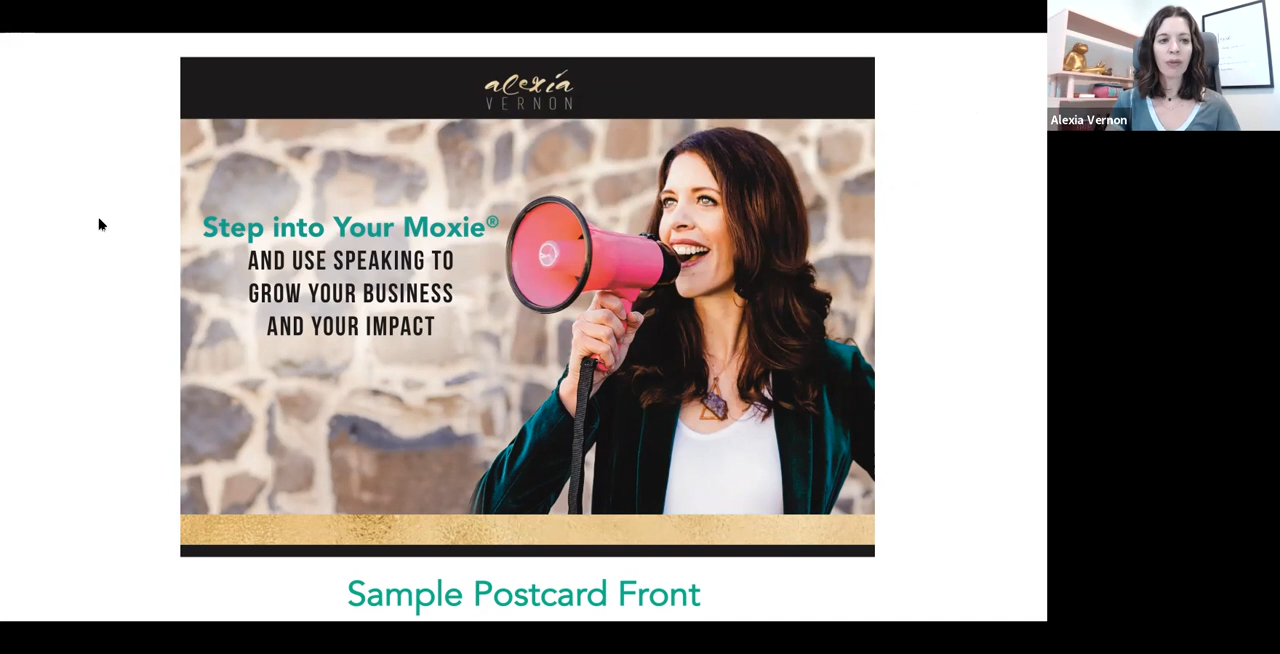 alexia
VERNON
Step into Your Moxie®
AND USE SPEAKING TO
GROW YOUR BUSINESS
AND YOUR IMPACT
Sample Postcard Front
Alexia Vernon